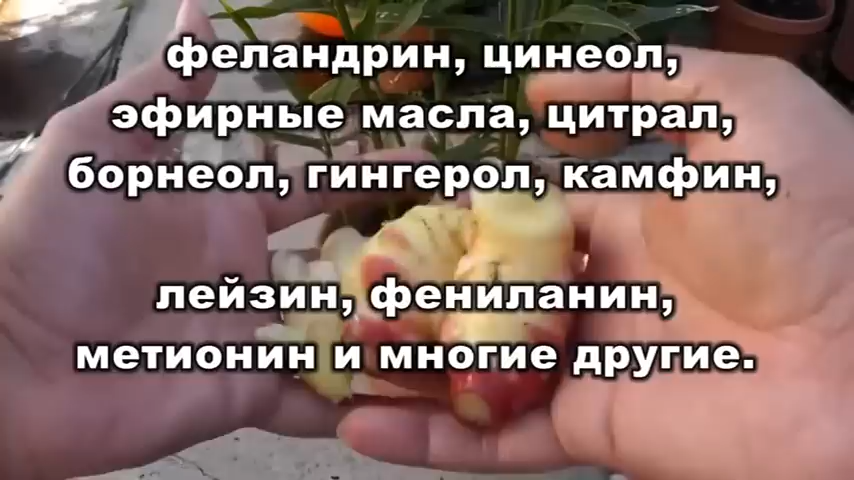 феландрин, цинеол,
эфирные масла, цитрал,
борнеол, гингерол, камфин,
лейзин, фениланин,
метионин и многие другие.